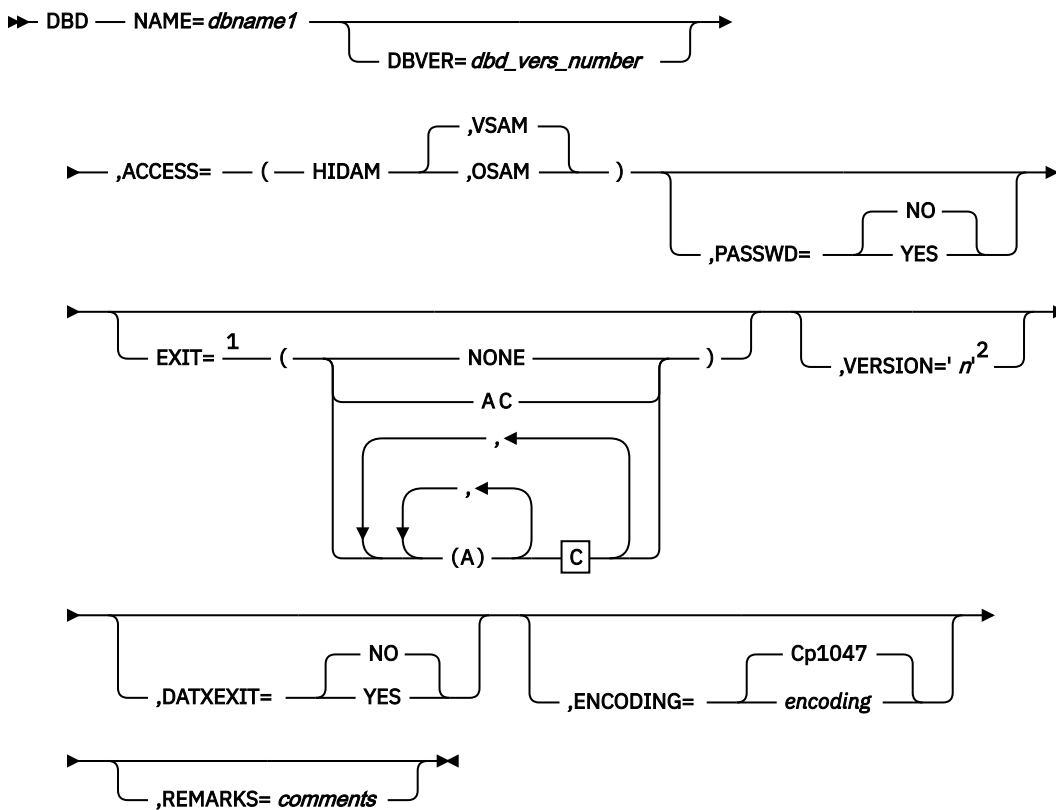 DBD NAME=dbname1
DBVER=dbd_vers_number
,VSAM
,ACCESS= ( HIDAM ,OSAM )
NO
,PASSWD= YES
EXIT= 1 ( NONE ) ,VERSION=' n' 2
A C
,
,
(A) C
NO Cp1047
,DATXEXIT= YES ,ENCODING= encoding
,REMARKS= comments